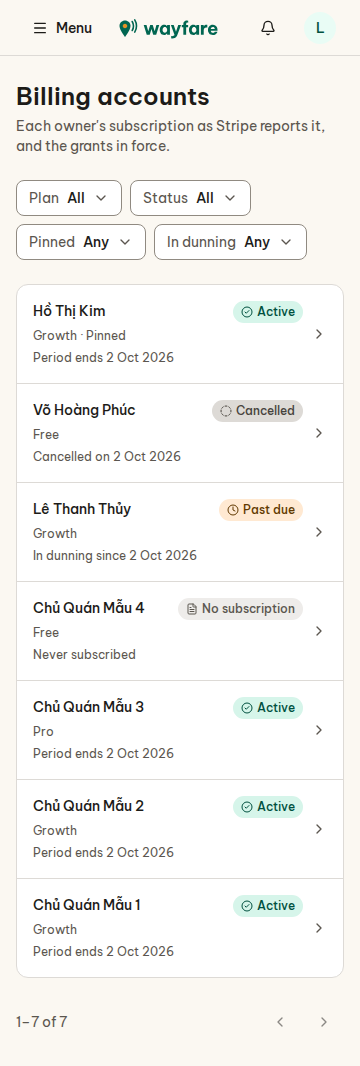 Menu
wayfare
L
Billing accounts
Each owner's subscription as Stripe reports it,
and the grants in force.
Plan All
Status All
Pinned Any
In dunning Any
Hồ Thị Kim
Active
Growth · Pinned
Period ends 2 Oct 2026
Võ Hoàng Phúc
Cancelled
Free
Cancelled on 2 Oct 2026
Lê Thanh Thủy
Past due
Growth
In dunning since 2 Oct 2026
Chủ Quán Mẫu 4
No subscription
Free
Never subscribed
Chủ Quán Mẫu 3
Active
Pro
Period ends 2 Oct 2026
Chủ Quán Mẫu 2
Active
Growth
Period ends 2 Oct 2026
Chủ Quán Mẫu 1
Active
Growth
Period ends 2 Oct 2026
1–7 of 7